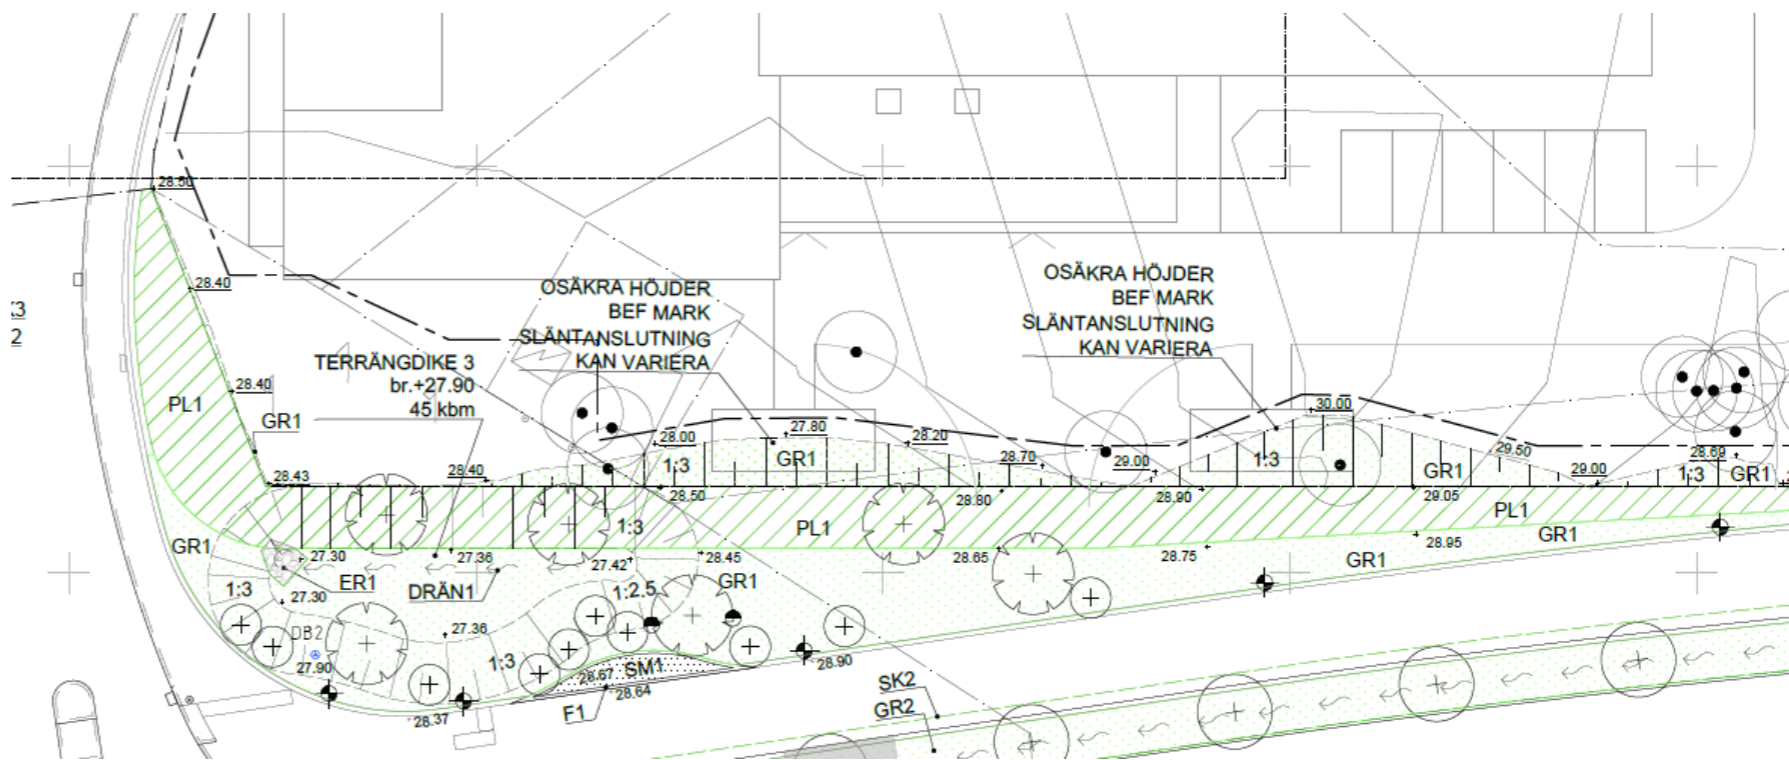 28.50
OSÄKRA HÖJDER
BEF MARK
SLÄNTANSLUTNING
KAN VARIERA
OSÄKRA HÖJDER
BEF MARK
SLÄNTANSLUTNING
KAN VARIERA
28.40
2
TERRÄNGDIKE 3
br.+27.90
45 kbm
28.40
PL1
GR1
30.00
28.00
27.80
28.20
28.70
29.00
29.50
28.69
1:3
GR1
1:3
GR1
29.00
1:3
GR1
28.43
28.40
28.50
28.80
28.90
29.05
1:3
PL1
PL1
GR1
27.30
27.36
27.42
28.45
28.65
28.75
28.95
GR1
GR1
1:3
ER1
DRÄN1
1:2.5
GR1
27.30
DB2
27.36
27.90
1:3
SM1
28.67
28.64
28.90
28.37
F1
SK2
GR2